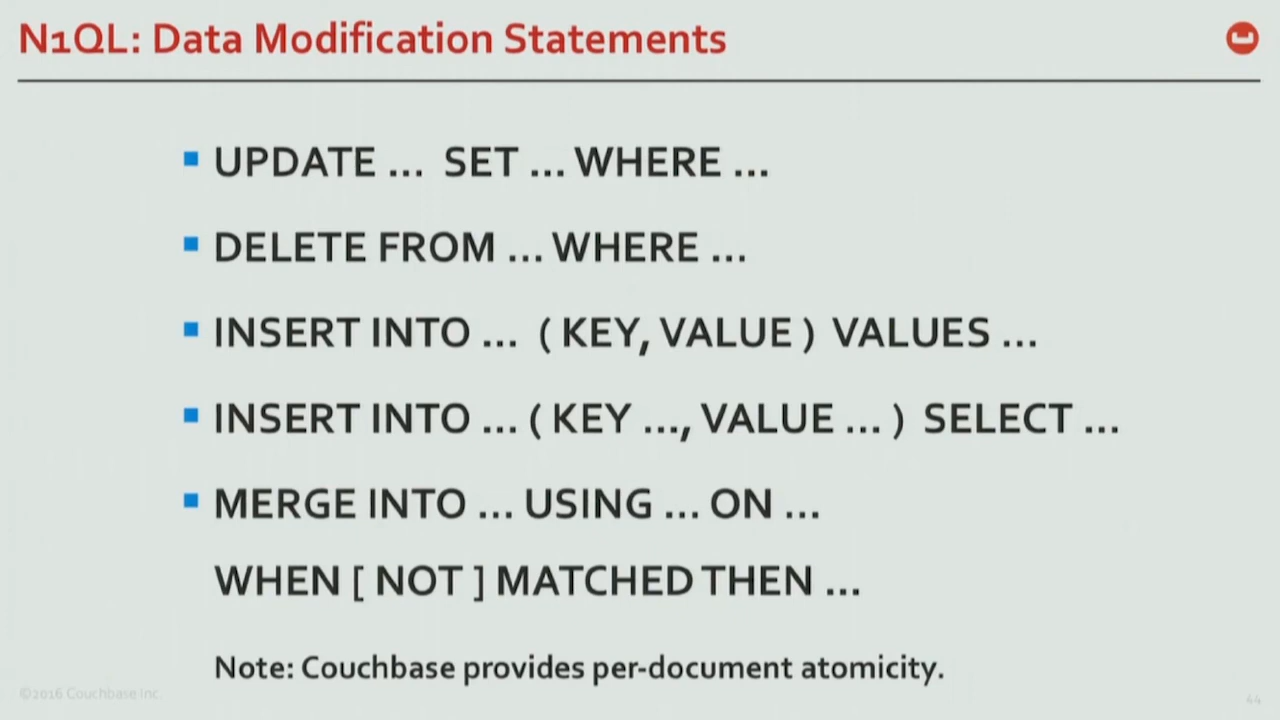 N1QL: Data Modification Statements
UPDATE ... SET ... WHERE ...
DELETE FROM ... WHERE ...
INSERT INTO ... ( KEY, VALUE ) VALUES ...
INSERT INTO ... ( KEY ..., VALUE ... ) SELECT ...
MERGE INTO ... USING ... ON ...
WHEN [ NOT ] MATCHED THEN ...
Note: Couchbase provides per-document atomicity.
©2016 Couchbase Inc.
44